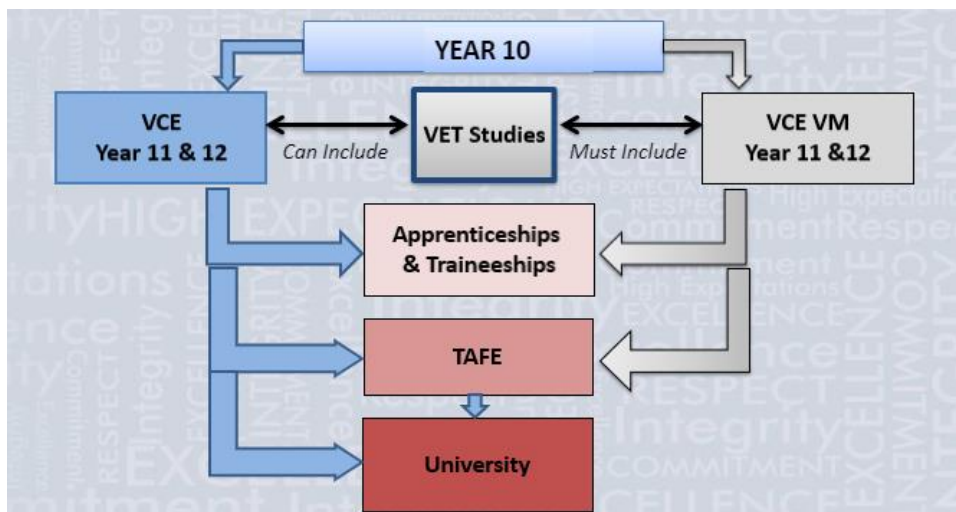 YEAR 10
VCE
Year 11 & 12
Can Include
VET Studies
Must Include
VCE VM
Year 11 &12
Apprenticeships
& Traineeships
TAFE
University